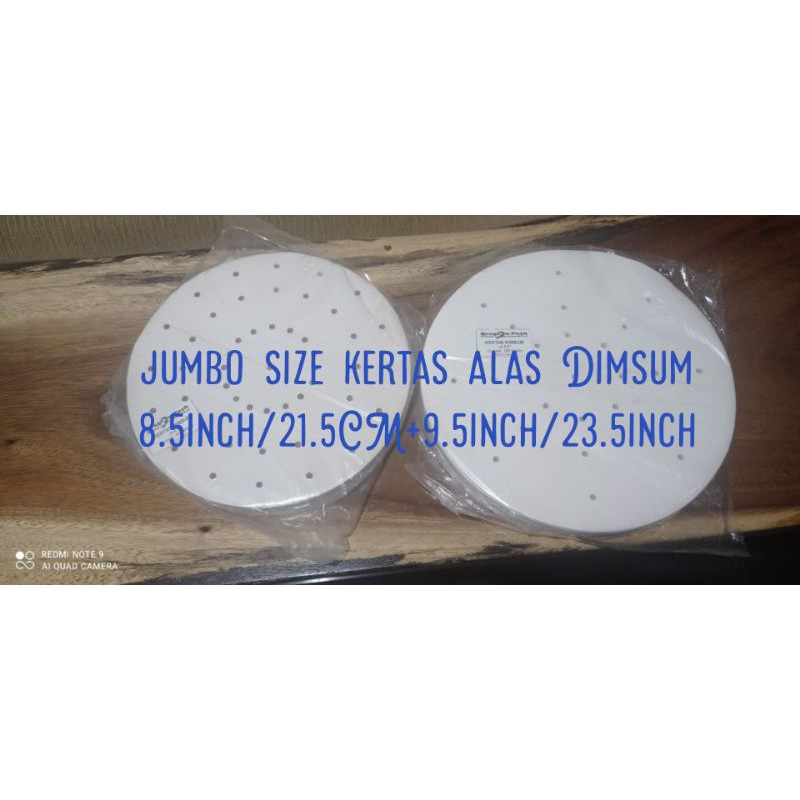 JUMBO SIZE KERTAS ALAS DIMSUM
8.5INCH/21.5CM+9.5INCH/23.5INCH
KERTAS DIMSUM
REDMI NOTE 9
AI QUAD CAMERA